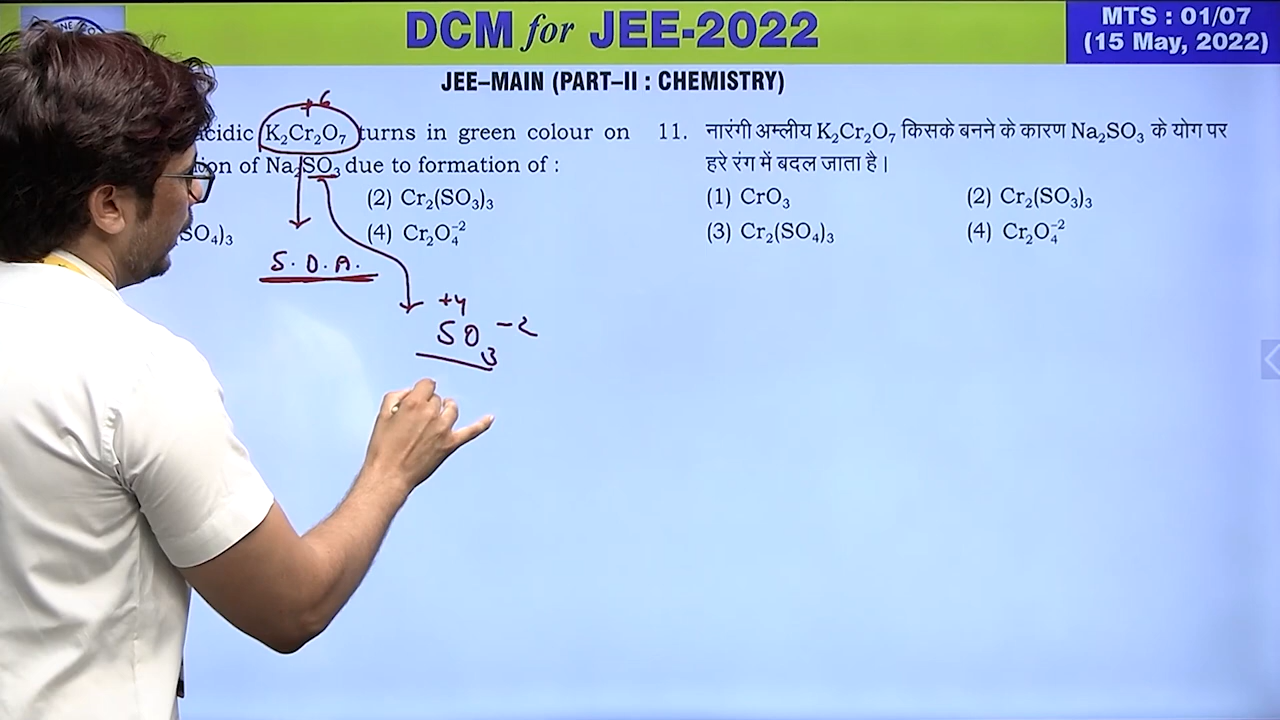 DCM for JEE-2022
MTS : 01/07
(15 May, 2022)
JEE–MAIN (PART–II : CHEMISTRY)
+6
K₂Cr₂O₇ turns in green colour on
of Na₂SO₃ due to formation of :
(2) Cr₂(SO₃)₃
SO₄)₃
(4) Cr₂O₄⁻²
S.O.A.
+4
SO₃⁻²
11. नारंगी अम्लीय K₂Cr₂O₇ किसके बनने के कारण Na₂SO₃ के योग पर
हरे रंग में बदल जाता है।
(1) CrO₃
(2) Cr₂(SO₃)₃
(3) Cr₂(SO₄)₃
(4) Cr₂O₄⁻²